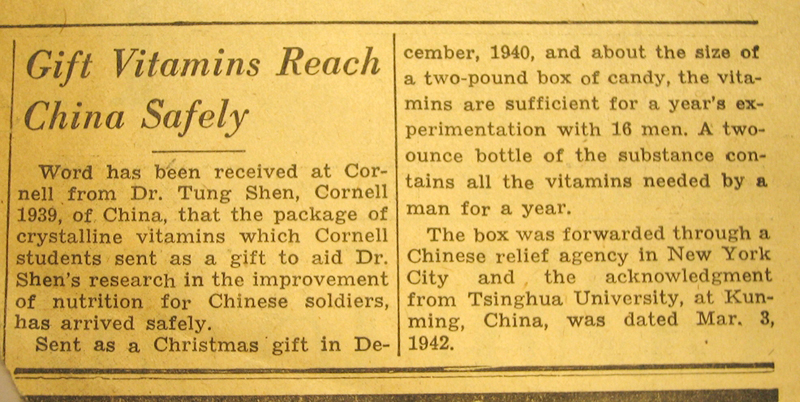 Gift Vitamins Reach
China Safely
Word has been received at Cor-
nell from Dr. Tung Shen, Cornell
1939, of China, that the package of
crystalline vitamins which Cornell
students sent as a gift to aid Dr.
Shen's research in the improvement
of nutrition for Chinese soldiers,
has arrived safely.
Sent as a Christmas gift in De-
cember, 1940, and about the size of
a two-pound box of candy, the vita-
mins are sufficient for a year's ex-
perimentation with 16 men. A two-
ounce bottle of the substance con-
tains all the vitamins needed by a
man for a year.
The box was forwarded through a
Chinese relief agency in New York
City and the acknowledgment
from Tsinghua University, at Kun-
ming, China, was dated Mar. 3,
1942.